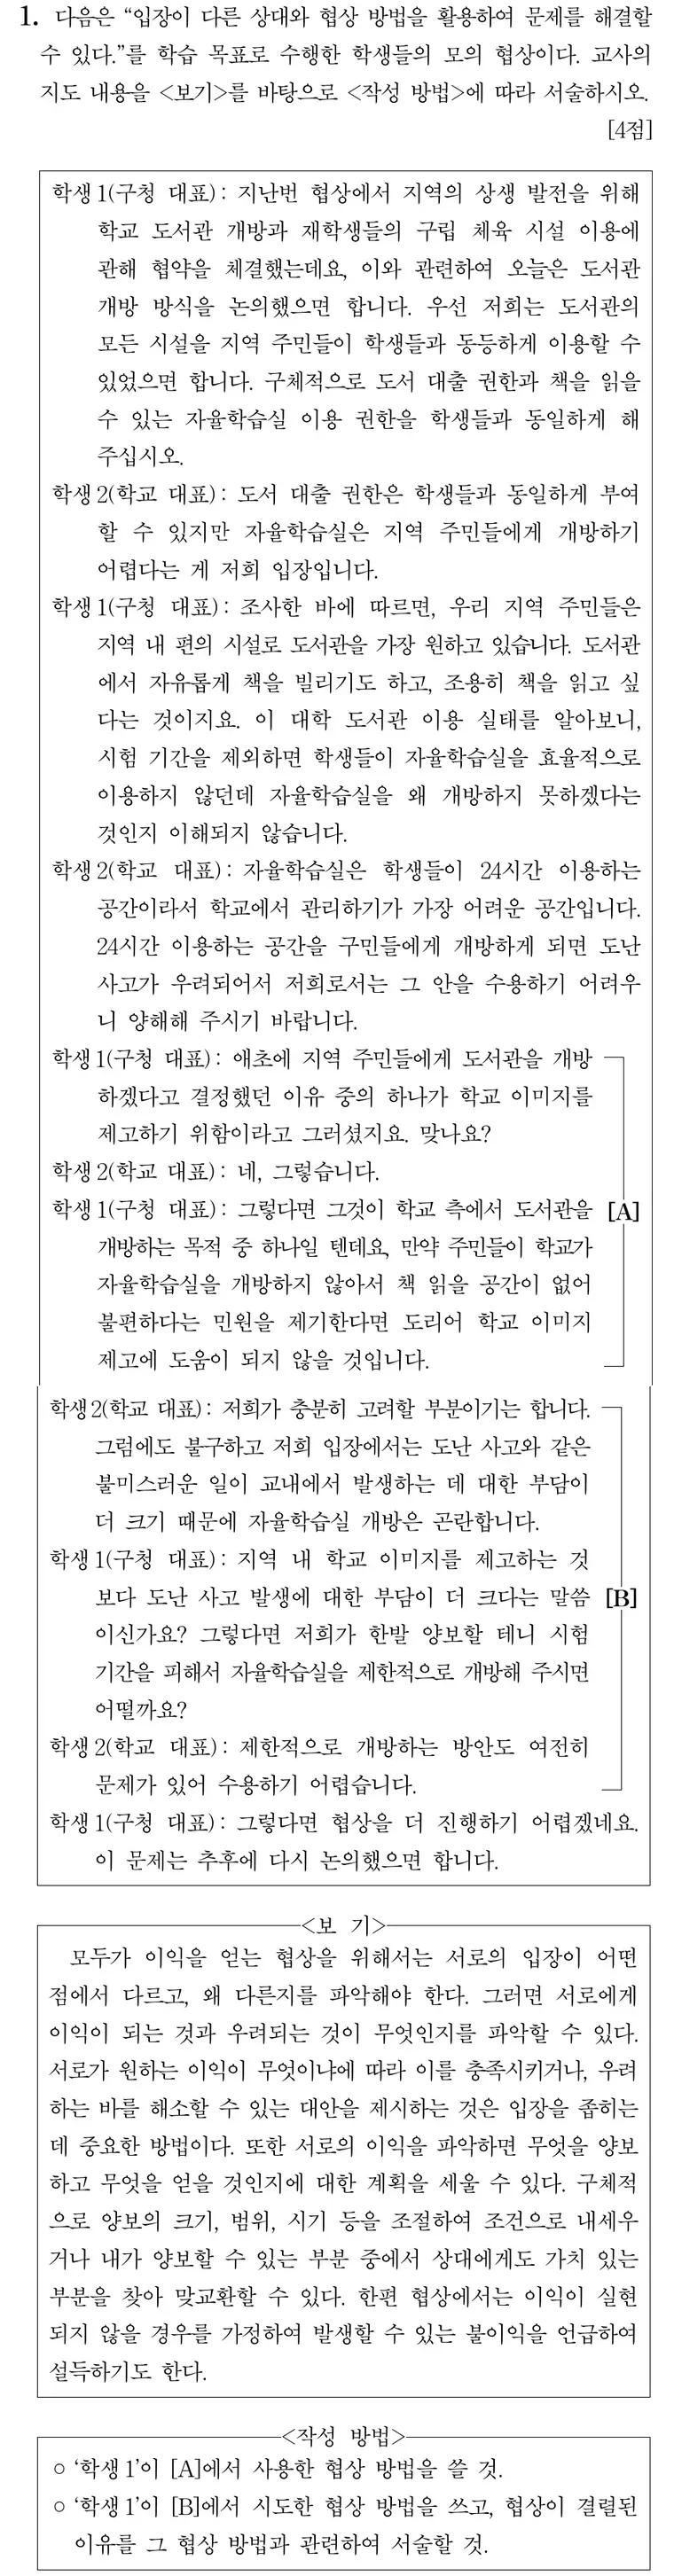 1. 다음은 “입장이 다른 상대와 협상 방법을 활용하여 문제를 해결할
수 있다.”를 학습 목표로 수행한 학생들의 모의 협상이다. 교사의
지도 내용을 <보기>를 바탕으로 <작성 방법>에 따라 서술하시오.
[4점]
학생 1(구청 대표) : 지난번 협상에서 지역의 상생 발전을 위해
학교 도서관 개방과 재학생들의 구립 체육 시설 이용에
관해 협약을 체결했는데요, 이와 관련하여 오늘은 도서관
개방 방식을 논의했으면 합니다. 우선 저희는 도서관의
모든 시설을 지역 주민들이 학생들과 동등하게 이용할 수
있었으면 합니다. 구체적으로 도서 대출 권한과 책을 읽을
수 있는 자율학습실 이용 권한을 학생들과 동일하게 해
주십시오.
학생 2(학교 대표) : 도서 대출 권한은 학생들과 동일하게 부여
할 수 있지만 자율학습실은 지역 주민들에게 개방하기
어렵다는 게 저희 입장입니다.
학생 1(구청 대표) : 조사한 바에 따르면, 우리 지역 주민들은
지역 내 편의 시설로 도서관을 가장 원하고 있습니다. 도서관
에서 자유롭게 책을 빌리기도 하고, 조용히 책을 읽고 싶
다는 것이지요. 이 대학 도서관 이용 실태를 알아보니,
시험 기간을 제외하면 학생들이 자율학습실을 효율적으로
이용하지 않던데 자율학습실을 왜 개방하지 못하겠다는
것인지 이해되지 않습니다.
학생 2(학교 대표) : 자율학습실은 학생들이 24시간 이용하는
공간이라서 학교에서 관리하기가 가장 어려운 공간입니다.
24시간 이용하는 공간을 구민들에게 개방하게 되면 도난
사고가 우려되어서 저희로서는 그 안을 수용하기 어려우
니 양해해 주시기 바랍니다.
학생 1(구청 대표) : 애초에 지역 주민들에게 도서관을 개방
하겠다고 결정했던 이유 중의 하나가 학교 이미지를
제고하기 위함이라고 그러셨지요. 맞나요?
학생 2(학교 대표) : 네, 그렇습니다.
학생 1(구청 대표) : 그렇다면 그것이 학교 측에서 도서관을 [A]
개방하는 목적 중 하나일 텐데요, 만약 주민들이 학교가
자율학습실을 개방하지 않아서 책 읽을 공간이 없어
불편하다는 민원을 제기한다면 도리어 학교 이미지
제고에 도움이 되지 않을 것입니다.
학생 2(학교 대표) : 저희가 충분히 고려할 부분이기는 합니다.
그럼에도 불구하고 저희 입장에서는 도난 사고와 같은
불미스러운 일이 교내에서 발생하는 데 대한 부담이
더 크기 때문에 자율학습실 개방은 곤란합니다.
학생 1(구청 대표) : 지역 내 학교 이미지를 제고하는 것
보다 도난 사고 발생에 대한 부담이 더 크다는 말씀 [B]
이신가요? 그렇다면 저희가 한발 양보할 테니 시험
기간을 피해서 자율학습실을 제한적으로 개방해 주시면
어떨까요?
학생 2(학교 대표) : 제한적으로 개방하는 방안도 여전히
문제가 있어 수용하기 어렵습니다.
학생 1(구청 대표) : 그렇다면 협상을 더 진행하기 어렵겠네요.
이 문제는 추후에 다시 논의했으면 합니다.
<보 기>
모두가 이익을 얻는 협상을 위해서는 서로의 입장이 어떤
점에서 다르고, 왜 다른지를 파악해야 한다. 그러면 서로에게
이익이 되는 것과 우려되는 것이 무엇인지를 파악할 수 있다.
서로가 원하는 이익이 무엇이냐에 따라 이를 충족시키거나, 우려
하는 바를 해소할 수 있는 대안을 제시하는 것은 입장을 좁히는
데 중요한 방법이다. 또한 서로의 이익을 파악하면 무엇을 양보
하고 무엇을 얻을 것인지에 대한 계획을 세울 수 있다. 구체적
으로 양보의 크기, 범위, 시기 등을 조절하여 조건으로 내세우
거나 내가 양보할 수 있는 부분 중에서 상대에게도 가치 있는
부분을 찾아 맞교환할 수 있다. 한편 협상에서는 이익이 실현
되지 않을 경우를 가정하여 발생할 수 있는 불이익을 언급하여
설득하기도 한다.
<작성 방법>
○ ‘학생 1’이 [A]에서 사용한 협상 방법을 쓸 것.
○ ‘학생 1’이 [B]에서 시도한 협상 방법을 쓰고, 협상이 결렬된
이유를 그 협상 방법과 관련하여 서술할 것.